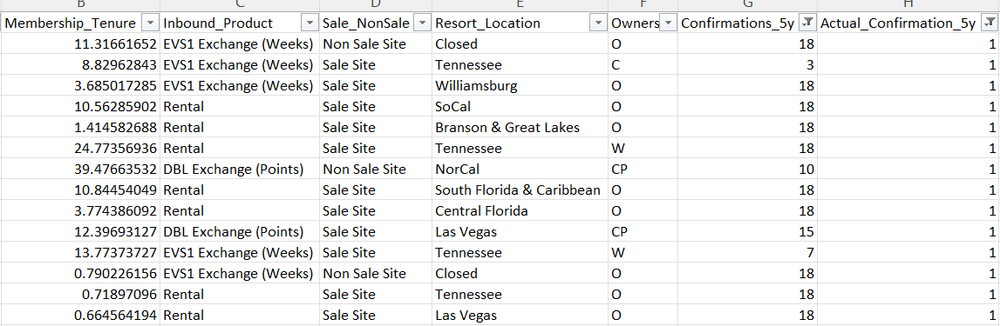 B C D E F G H
Membership_Tenure Inbound_Product Sale_NonSale Resort_Location Owners Confirmations_5y Actual_Confirmation_5y
11.31661652 EVS1 Exchange (Weeks) Non Sale Site Closed O 18 1
8.82962843 EVS1 Exchange (Weeks) Sale Site Tennessee C 3 1
3.685017285 EVS1 Exchange (Weeks) Sale Site Williamsburg O 18 1
10.56285902 Rental Sale Site SoCal O 18 1
1.414582688 Rental Sale Site Branson & Great Lakes O 18 1
24.77356936 Rental Sale Site Tennessee W 18 1
39.47663532 DBL Exchange (Points) Non Sale Site NorCal CP 10 1
10.84454049 Rental Sale Site South Florida & Caribbean O 18 1
3.774386092 Rental Sale Site Central Florida O 18 1
12.39693127 DBL Exchange (Points) Sale Site Las Vegas CP 15 1
13.77373727 EVS1 Exchange (Weeks) Sale Site Tennessee W 7 1
0.790226156 EVS1 Exchange (Weeks) Non Sale Site Closed O 18 1
0.71897096 Rental Sale Site Tennessee O 18 1
0.664564194 Rental Sale Site Las Vegas O 18 1